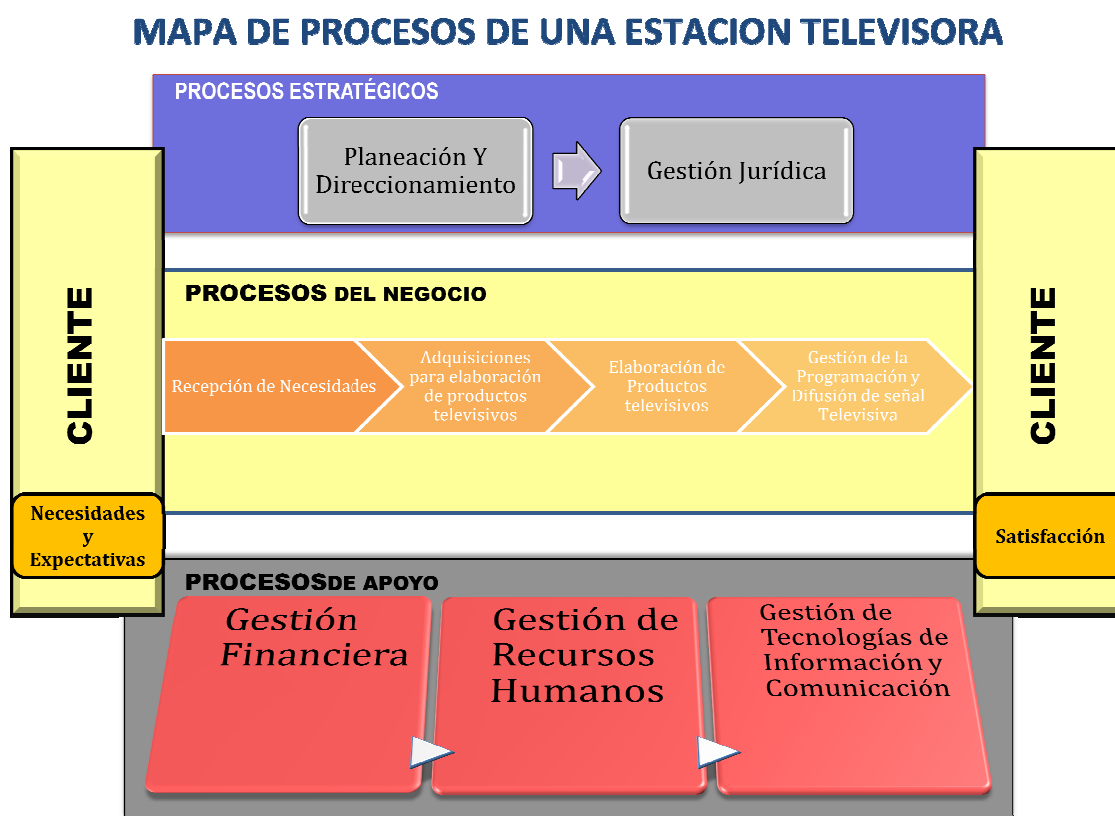 MAPA DE PROCESOS DE UNA ESTACION TELEVISORA
PROCESOS ESTRATÉGICOS
Planeación Y
Direccionamiento
Gestión Jurídica
CLIENTE
Necesidades
y
Expectativas
PROCESOS DEL NEGOCIO
Recepción de Necesidades
Adquisiciones
para elaboración
de productos
televisivos
Elaboración de
Productos
televisivos
Gestión de la
Programación y
Difusión de señal
Televisiva
CLIENTE
Satisfacción
PROCESOSDE APOYO
Gestión
Financiera
Gestión de
Recursos
Humanos
Gestión de
Tecnologías de
Información y
Comunicación